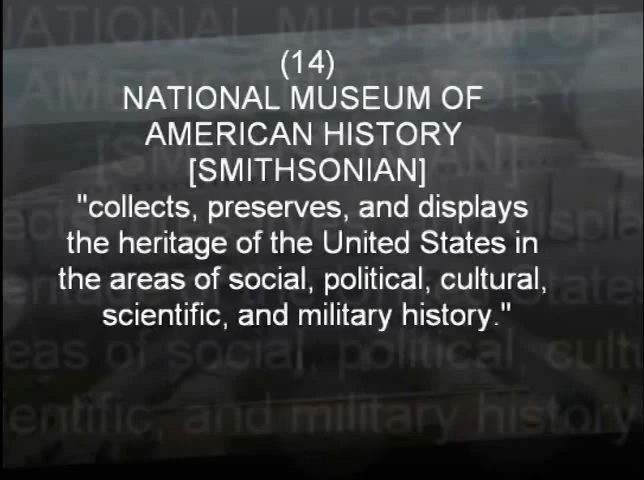 (14)
NATIONAL MUSEUM OF
AMERICAN HISTORY
[SMITHSONIAN]
"collects, preserves, and displays
the heritage of the United States in
the areas of social, political, cultural,
scientific, and military history."